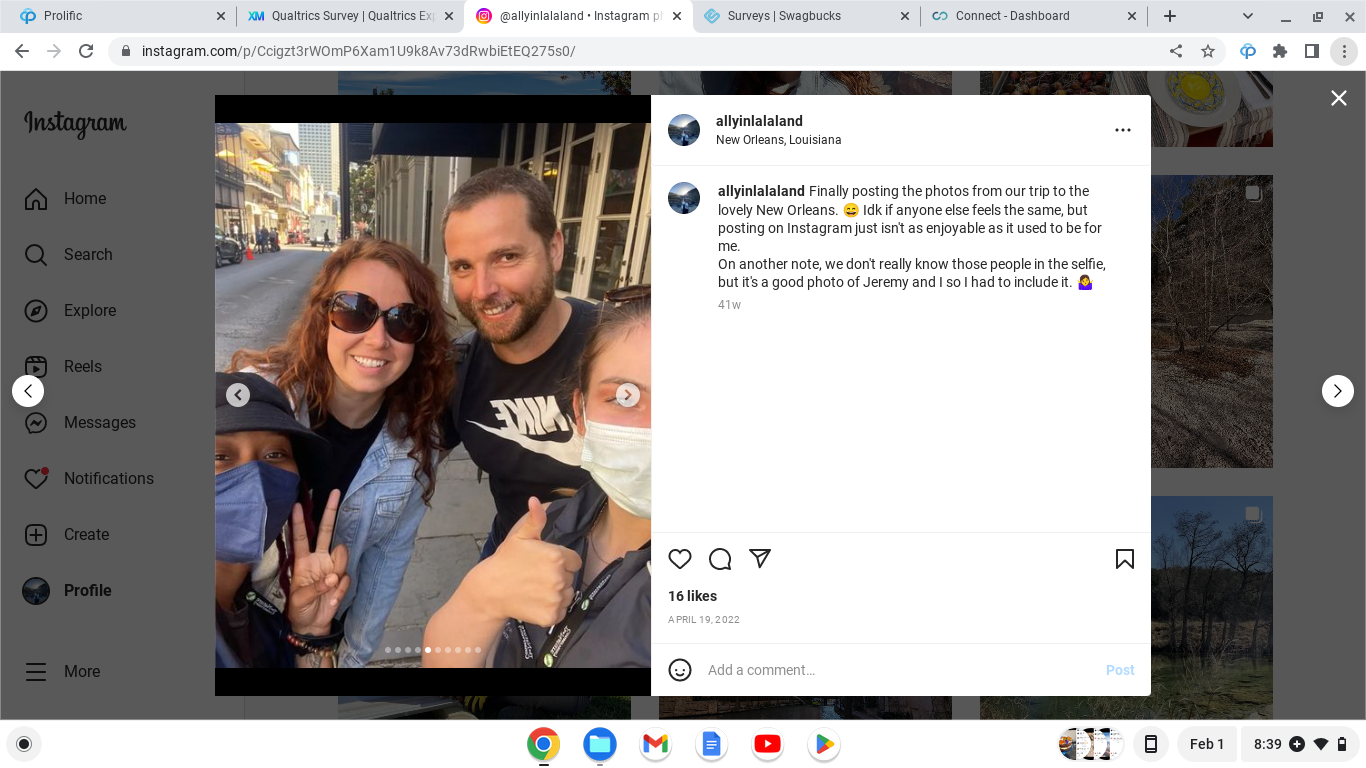 Prolific
Qualtrics Survey | Qualtrics Exp
@allyinlalaland • Instagram p
Surveys | Swagbucks
Connect - Dashboard
instagram.com/p/Ccigzt3rWOmP6Xam1U9k8Av73dRwbiEtEQ275s0/
Instagram
Home
Search
Explore
Reels
Messages
Notifications
Create
Profile
More
NIKE
allyinlalaland
New Orleans, Louisiana
allyinlalaland Finally posting the photos from our trip to the
lovely New Orleans. 😄 Idk if anyone else feels the same, but
posting on Instagram just isn't as enjoyable as it used to be for
me.
On another note, we don't really know those people in the selfie,
but it's a good photo of Jeremy and I so I had to include it. 🤷‍♀️
41w
16 likes
APRIL 19, 2022
Add a comment...
Post
Feb 1
8:39